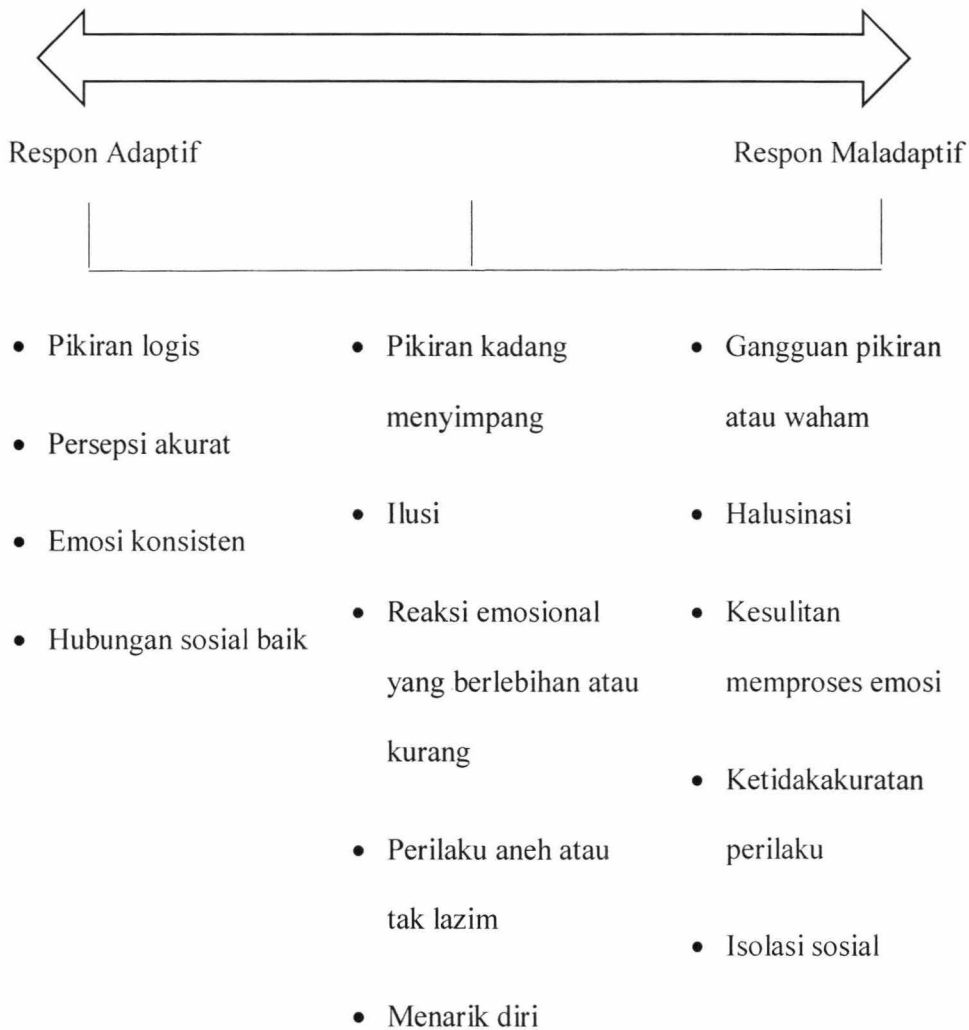 Respon Adaptif
Respon Maladaptif
• Pikiran logis
• Persepsi akurat
• Emosi konsisten
• Hubungan sosial baik
• Pikiran kadang
menyimpang
• Ilusi
• Reaksi emosional
yang berlebihan atau
kurang
• Perilaku aneh atau
tak lazim
• Menarik diri
• Gangguan pikiran
atau waham
• Halusinasi
• Kesulitan
memproses emosi
• Ketidakakuratan
perilaku
• Isolasi sosial